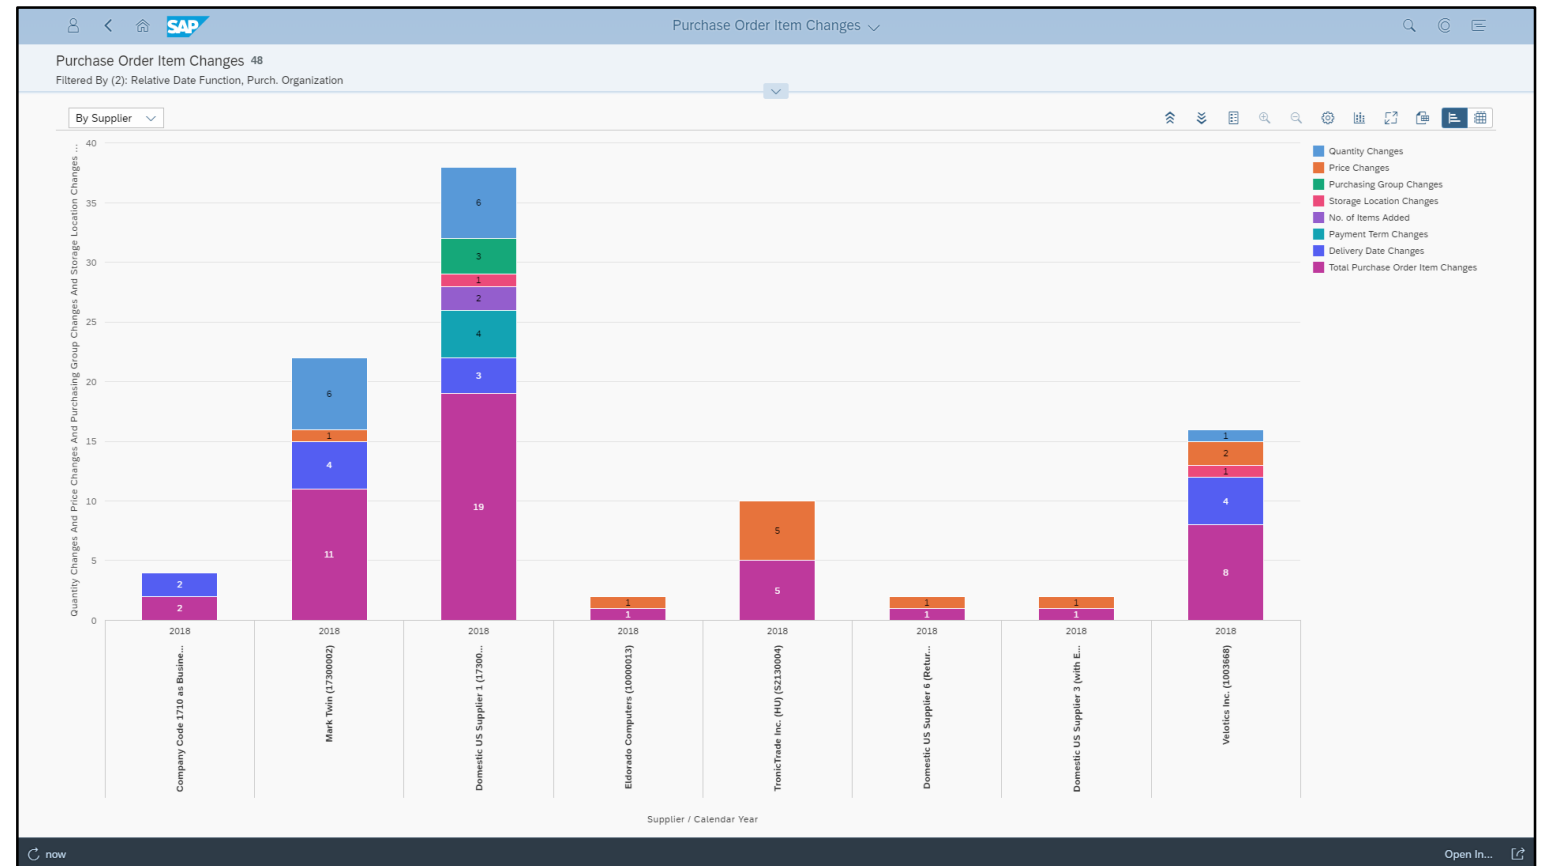 SAP
Purchase Order Item Changes
Purchase Order Item Changes 48
Filtered By (2): Relative Date Function, Purch. Organization
By Supplier
Quantity Changes And Price Changes And Purchasing Group Changes And Storage Location Changes ...
40
35
30
25
20
15
10
5
0
2
2
6
1
4
11
6
3
1
2
4
3
19
1
1
5
5
1
1
1
1
1
2
1
4
8
2018
2018
2018
2018
2018
2018
2018
2018
Company Code 1710 as Busine...
Mark Twin (17300002)
Domestic US Supplier 1 (17300...
Eldorado Computers (10000013)
TronicTrade Inc. (HU) (S2130004)
Domestic US Supplier 6 (Retur...
Domestic US Supplier 3 (with E...
Velotics Inc. (1003668)
Supplier / Calendar Year
Quantity Changes
Price Changes
Purchasing Group Changes
Storage Location Changes
No. of Items Added
Payment Term Changes
Delivery Date Changes
Total Purchase Order Item Changes
now
Open In...